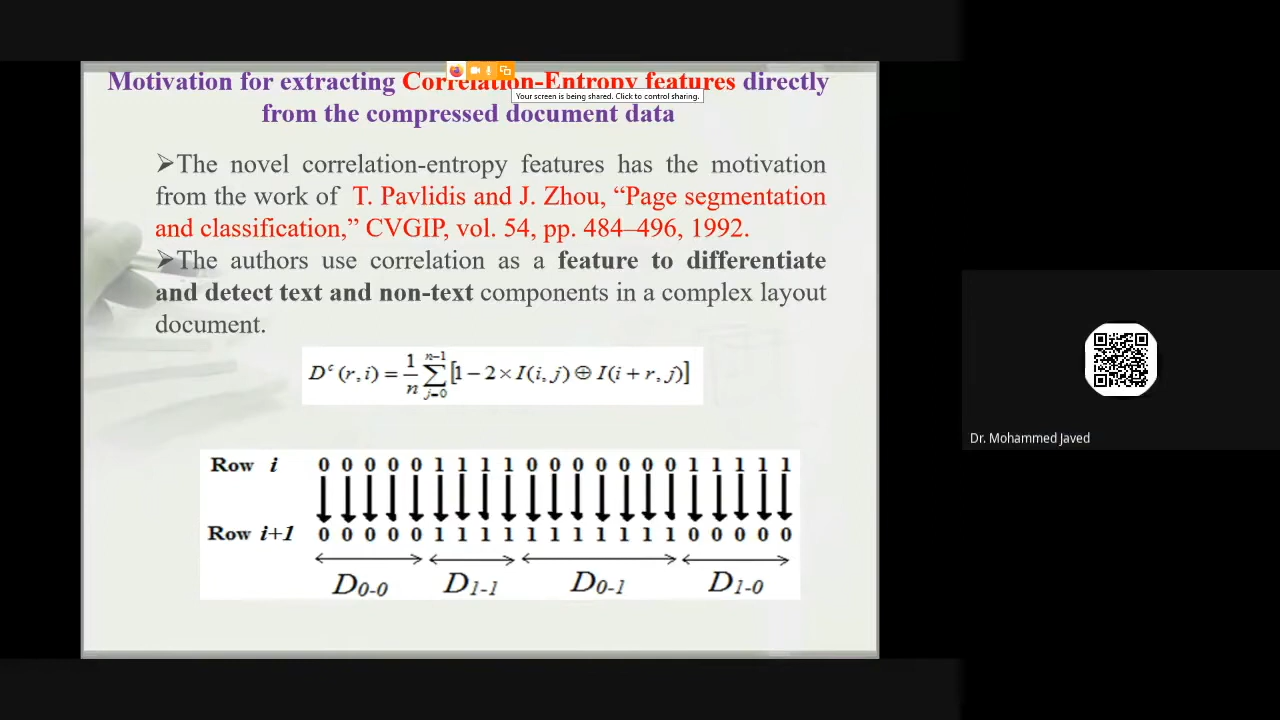 Motivation for extracting Correlation-Entropy features directly
Your screen is being shared. Click to control sharing.
from the compressed document data
➢The novel correlation-entropy features has the motivation
from the work of T. Pavlidis and J. Zhou, “Page segmentation
and classification,” CVGIP, vol. 54, pp. 484–496, 1992.
➢The authors use correlation as a feature to differentiate
and detect text and non-text components in a complex layout
document.
D^c (r, i) = 1/n ∑_{j=0}^{n−1} [1 − 2 × I(i, j) ⊕ I(i + r, j)]
Row i 0 0 0 0 0 1 1 1 1 0 0 0 0 0 0 0 1 1 1 1 1
Row i+1 0 0 0 0 0 1 1 1 1 1 1 1 1 1 1 1 0 0 0 0 0
D0-0 D1-1 D0-1 D1-0
Dr. Mohammed Javed